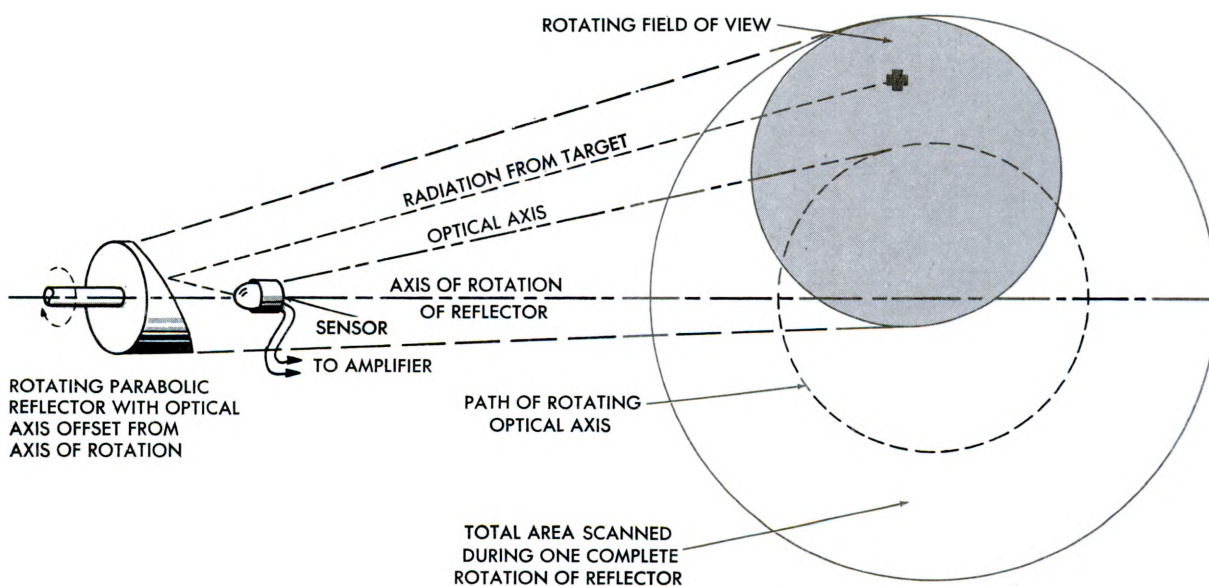 ROTATING FIELD OF VIEW
RADIATION FROM TARGET
OPTICAL AXIS
AXIS OF ROTATION
OF REFLECTOR
SENSOR
TO AMPLIFIER
ROTATING PARABOLIC
REFLECTOR WITH OPTICAL
AXIS OFFSET FROM
AXIS OF ROTATION
PATH OF ROTATING
OPTICAL AXIS
TOTAL AREA SCANNED
DURING ONE COMPLETE
ROTATION OF REFLECTOR